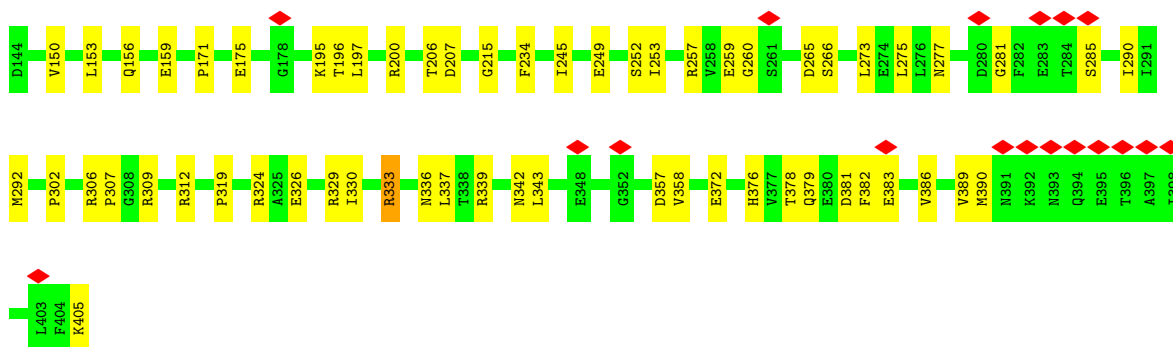 D144 V150 L153 Q156 E159 P171 E175 G178 K195 T196 L197 R200 T206 D207 G215 F234 I245 E249 S252 I253 R257 V258 E259 G260 S261 D265 S266 L273 E274 L275 L276 N277 D280 G281 F282 E283 T284 S285 I290 I291
M292 P302 R306 P307 G308 R309 R312 P319 R324 A325 E326 R329 I330 R333 N336 L337 T338 R339 N342 L343 E348 G352 D357 V358 E372 H376 V377 T378 Q379 E380 D381 F382 E383 V386 V389 M390 N391 K392 N393 Q394 E395 T396 A397
L403 F404 K405